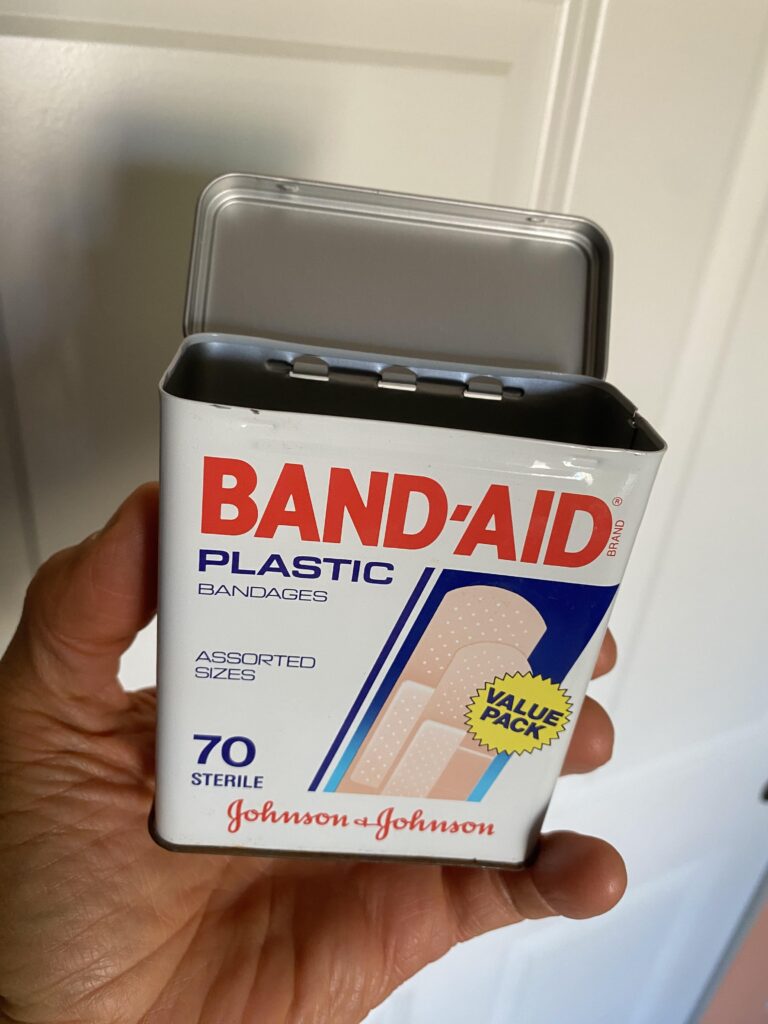 BAND-AID®
BRAND
PLASTIC
BANDAGES
ASSORTED
SIZES
VALUE
PACK
70
STERILE
Johnson & Johnson